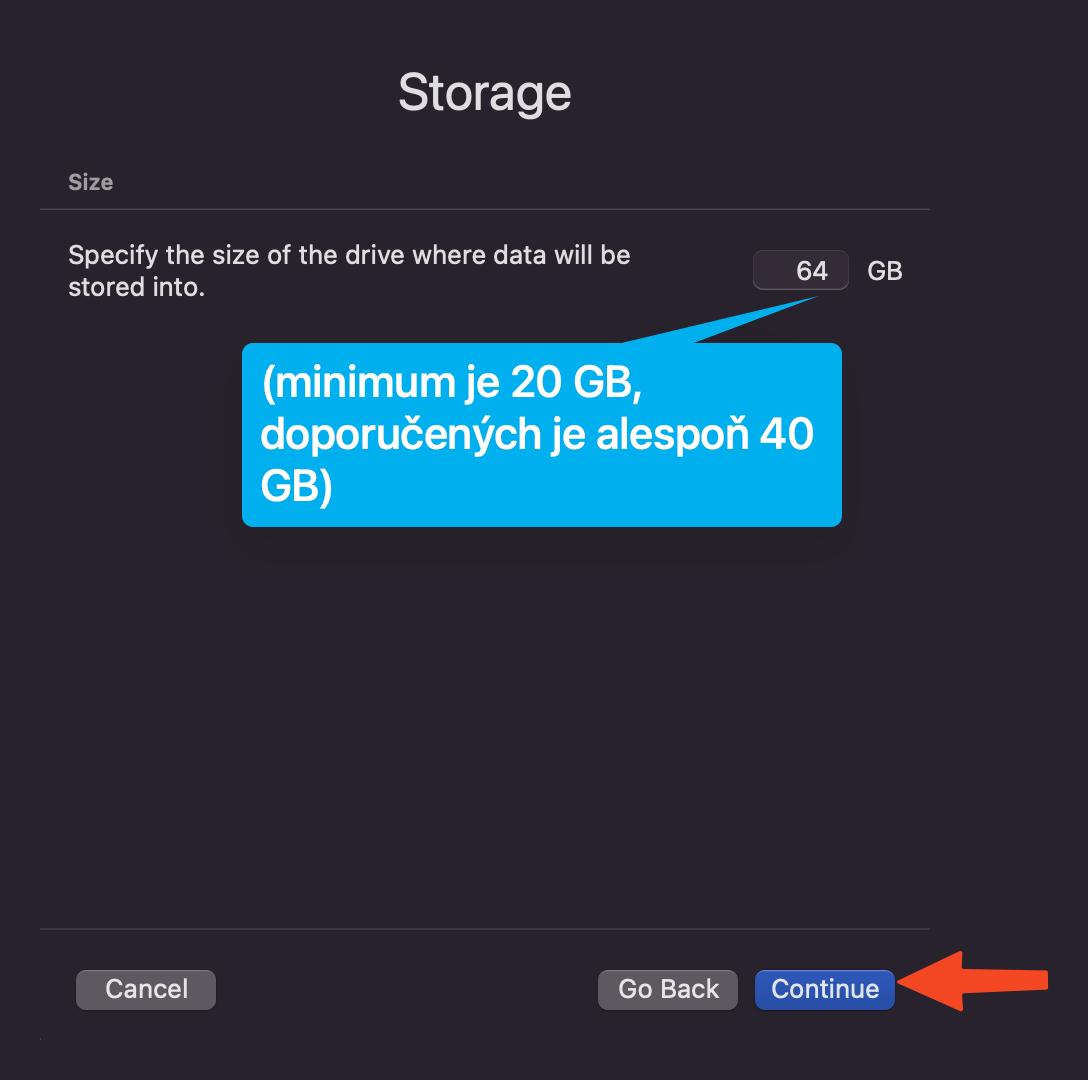 Storage
Size
Specify the size of the drive where data will be
stored into.
64 GB
(minimum je 20 GB,
doporučených je alespoň 40
GB)
Cancel Go Back Continue